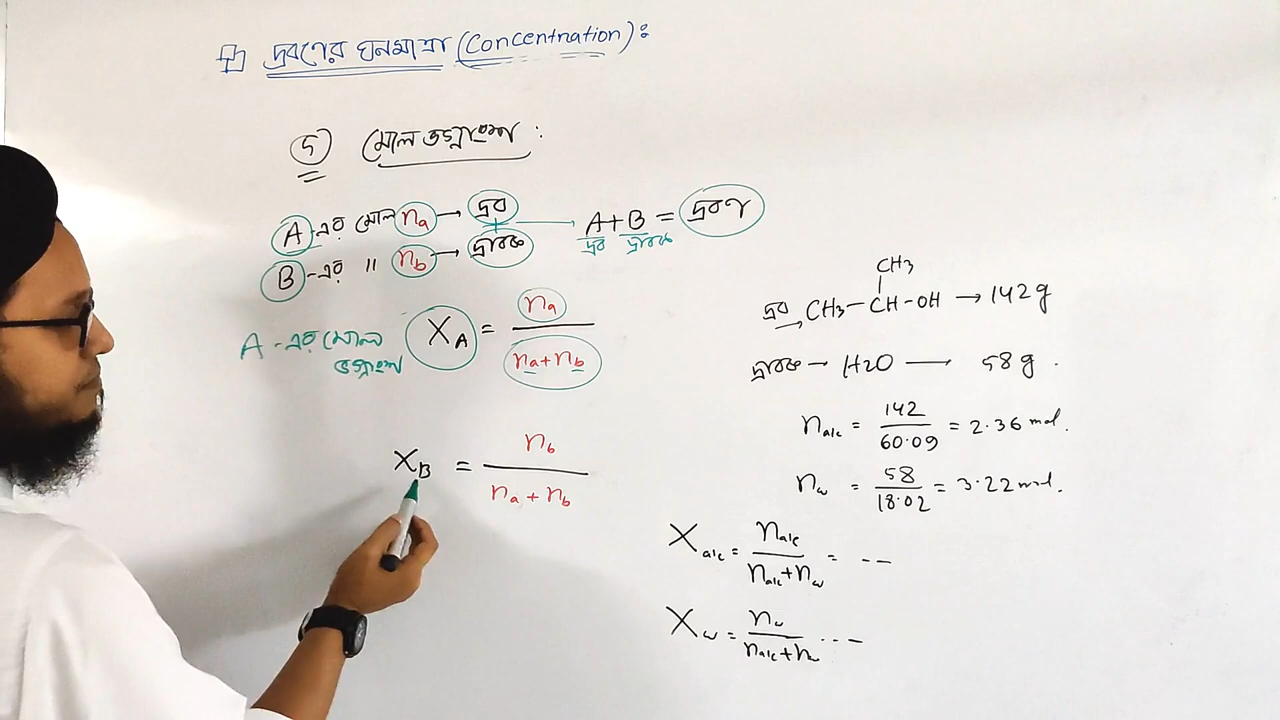 দ্রবণের ঘনমাত্রা (Concentration):
৫) মোল ভগ্নাংশ :
A-এর মোল na → দ্রব
B-এর " nb → দ্রাবক
A+B = দ্রবণ
দ্রব দ্রাবক
A-এর মোল ভগ্নাংশ
XA = na / na+nb
XB = nb / na + nb
CH3
দ্রব → CH3-CH-OH → 142g
দ্রাবক → H2O — 58g .
nalc = 142 / 60.09 = 2.36 mol.
nw = 58 / 18.02 = 3.22 mol.
Xalc = nalc / nalc+nw = --
Xw = nw / nalc+nw ---